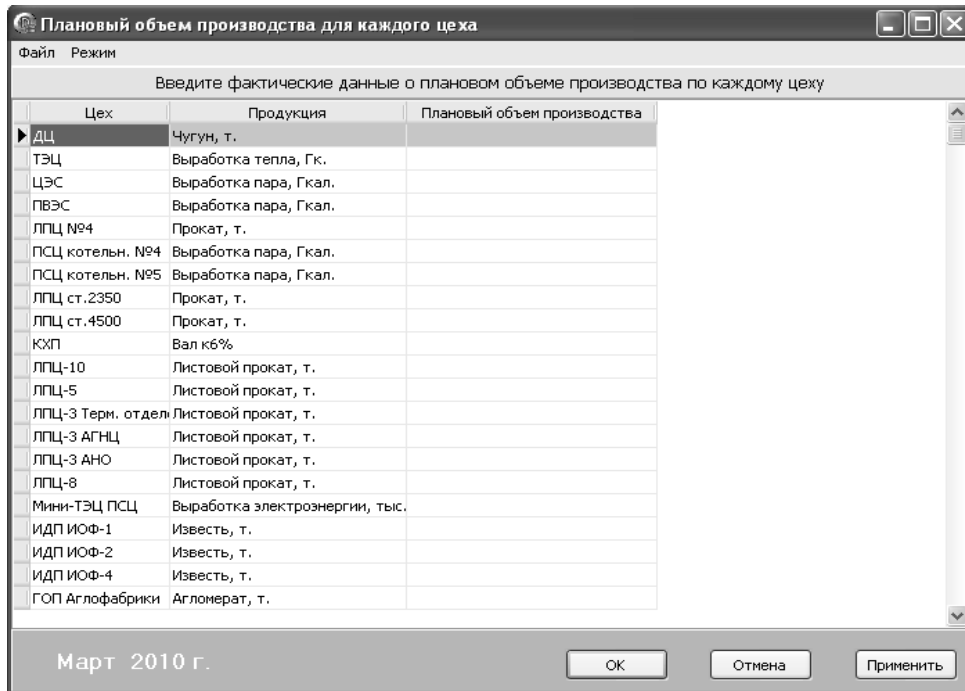 Плановый объем производства для каждого цеха
Файл Режим
Введите фактические данные о плановом объеме производства по каждому цеху
Цех Продукция Плановый объем производства
ДЦ Чугун, т.
ТЭЦ Выработка тепла, Гк.
ЦЭС Выработка пара, Гкал.
ПВЭС Выработка пара, Гкал.
ЛПЦ №4 Прокат, т.
ПСЦ котельн. №4 Выработка пара, Гкал.
ПСЦ котельн. №5 Выработка пара, Гкал.
ЛПЦ ст.2350 Прокат, т.
ЛПЦ ст.4500 Прокат, т.
КХП Вал к6%
ЛПЦ-10 Листовой прокат, т.
ЛПЦ-5 Листовой прокат, т.
ЛПЦ-3 Терм. отдел Листовой прокат, т.
ЛПЦ-3 АГНЦ Листовой прокат, т.
ЛПЦ-3 АНО Листовой прокат, т.
ЛПЦ-8 Листовой прокат, т.
Мини-ТЭЦ ПСЦ Выработка электроэнергии, тыс.
ИДП ИОФ-1 Известь, т.
ИДП ИОФ-2 Известь, т.
ИДП ИОФ-4 Известь, т.
ГОП Аглофабрики Агломерат, т.
Март 2010 г. OK Отмена Применить